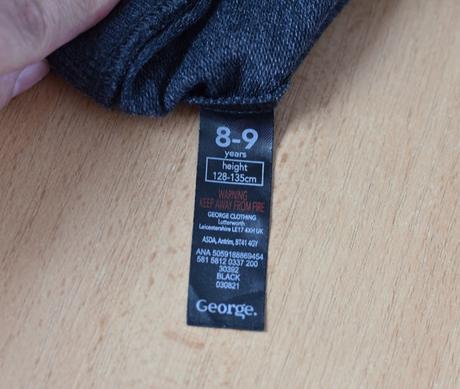 8-9
years
height
128-135cm
WARNING
KEEP AWAY FROM FIRE
GEORGE CLOTHING
Lutterworth
Leicestershire LE17 4XH UK
ASDA, Antrim, BT41 4GY
ANA 5059188869454
581 5812 0337 200
30392
BLACK
030821
George.